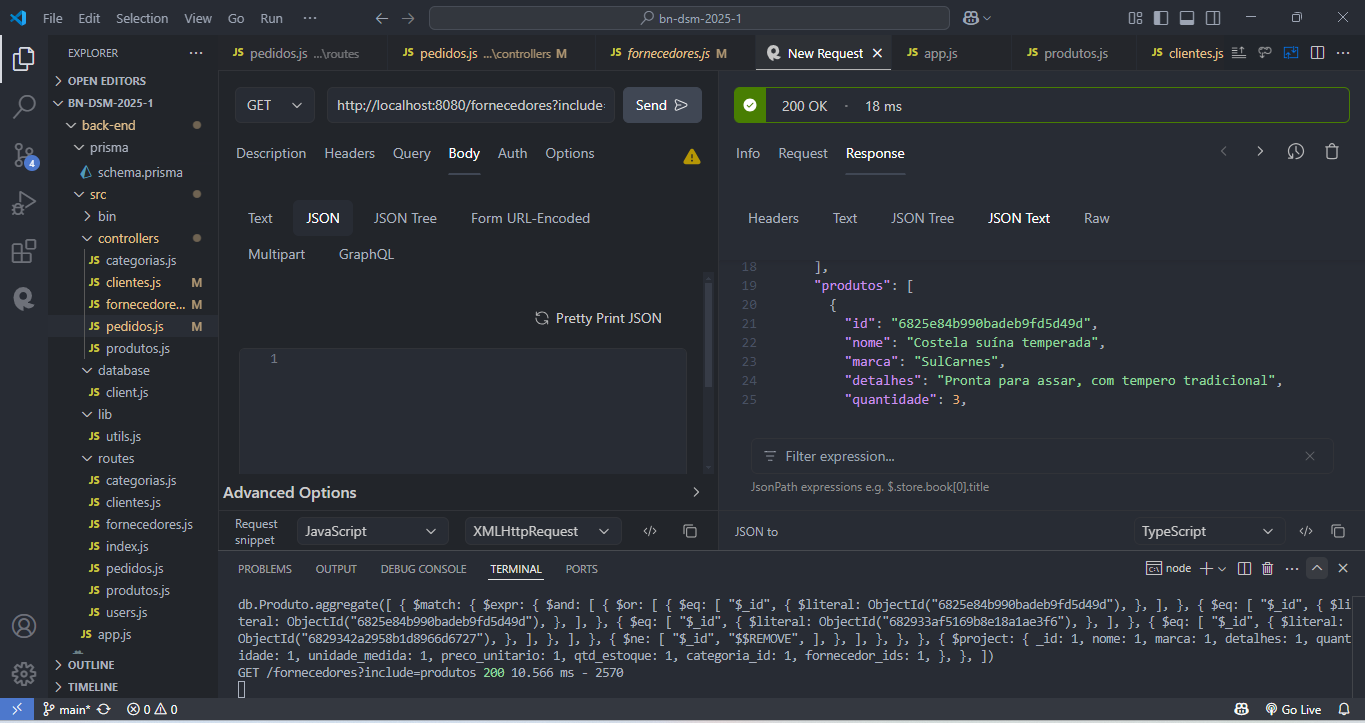 File Edit Selection View Go Run ··· bn-dsm-2025-1
EXPLORER ···
OPEN EDITORS
BN-DSM-2025-1
back-end
prisma
schema.prisma
src
bin
controllers
JS categorias.js
JS clientes.js M
JS fornecedore... M
JS pedidos.js M
JS produtos.js
database
JS client.js
lib
JS utils.js
routes
JS categorias.js
JS clientes.js
JS fornecedores.js
JS index.js
JS pedidos.js
JS produtos.js
JS users.js
JS app.js
OUTLINE
TIMELINE
4
JS pedidos.js ...\routes JS pedidos.js ...\controllers M JS fornecedores.js M New Request JS app.js JS produtos.js JS clientes.js ···
GET http://localhost:8080/fornecedores?include= Send
Description Headers Query Body Auth Options
Text JSON JSON Tree Form URL-Encoded
Multipart GraphQL
Pretty Print JSON
1
Advanced Options
Request snippet JavaScript XMLHttpRequest
200 OK · 18 ms
Info Request Response
Headers Text JSON Tree JSON Text Raw
18 ],
19 "produtos": [
20 {
21 "id": "6825e84b990badeb9fd5d49d",
22 "nome": "Costela suína temperada",
23 "marca": "SulCarnes",
24 "detalhes": "Pronta para assar, com tempero tradicional",
25 "quantidade": 3,
Filter expression...
JsonPath expressions e.g. $.store.book[0].title
JSON to TypeScript
PROBLEMS OUTPUT DEBUG CONSOLE TERMINAL PORTS node ···
db.Produto.aggregate([ { $match: { $expr: { $and: [ { $or: [ { $eq: [ "$_id", { $literal: ObjectId("6825e84b990badeb9fd5d49d"), }, ], }, { $eq: [ "$_id", { $li
teral: ObjectId("6825e84b990badeb9fd5d49d"), }, ], }, { $eq: [ "$_id", { $literal: ObjectId("682933af5169b8e18a1ae3f6"), }, ], }, { $eq: [ "$_id", { $literal:
ObjectId("6829342a2958b1d8966d6727"), }, ], }, ], }, { $ne: [ "$_id", "$$REMOVE", ], }, ], }, }, }, { $project: { _id: 1, nome: 1, marca: 1, detalhes: 1, quant
idade: 1, unidade_medida: 1, preco_unitario: 1, qtd_estoque: 1, categoria_id: 1, fornecedor_ids: 1, }, }, ])
GET /fornecedores?include=produtos 200 10.566 ms - 2570
main* 0 0 Go Live